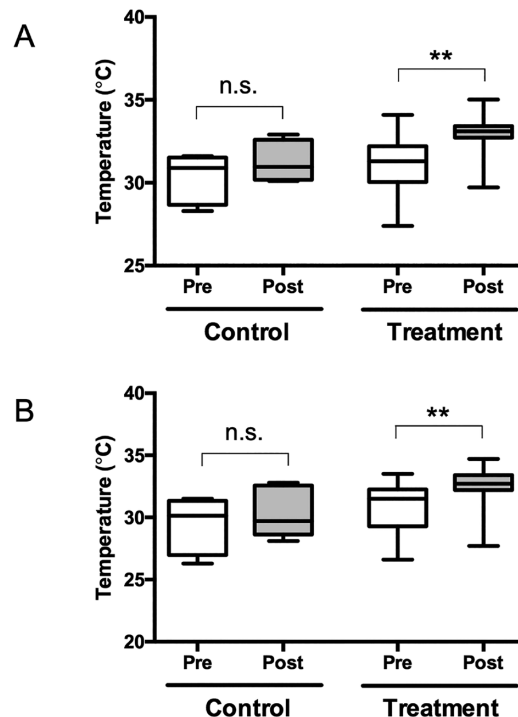 A
Temperature (°C)
40
35
30
25
n.s.
**
Pre
Post
Pre
Post
Control
Treatment
B
Temperature (°C)
40
35
30
25
20
n.s.
**
Pre
Post
Pre
Post
Control
Treatment